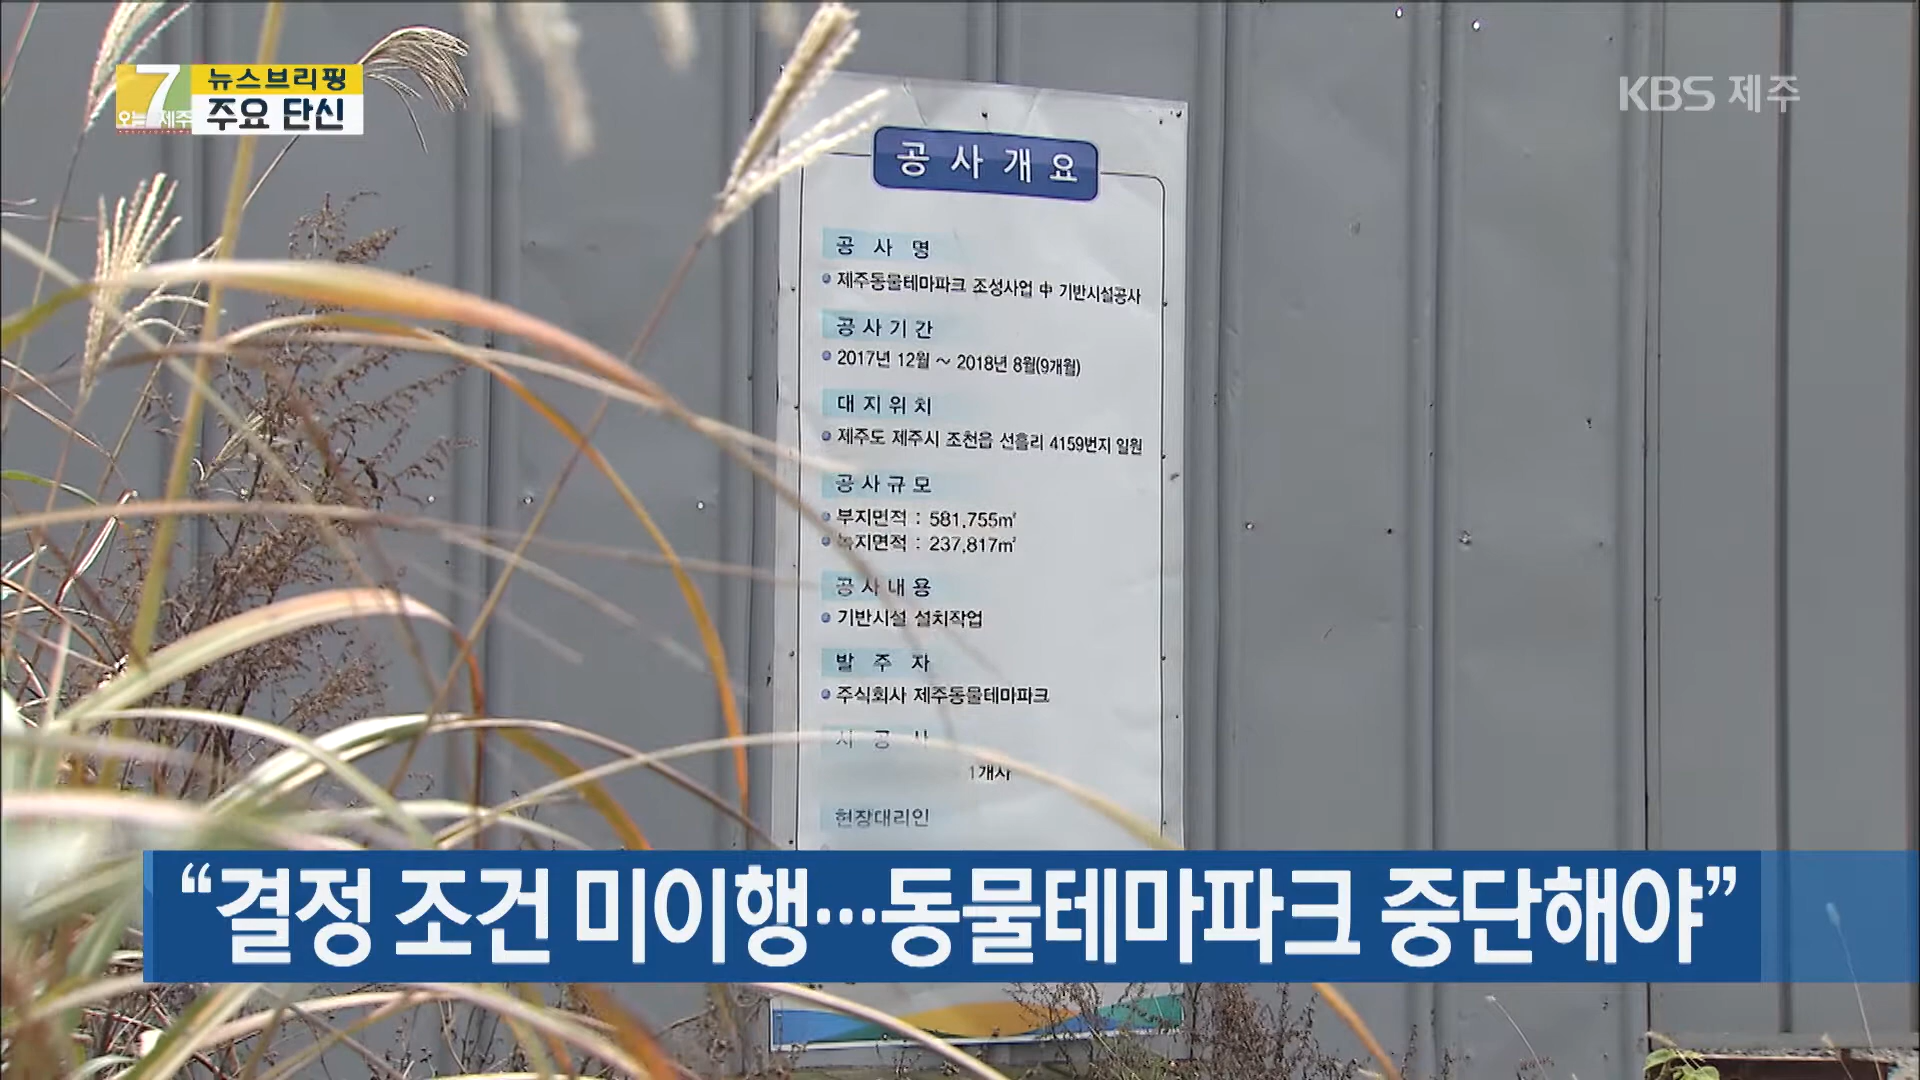 7
오늘 제주
뉴스브리핑
주요 단신
KBS 제주
공사개요
공 사 명
제주동물테마파크 조성사업 中 기반시설공사
공사기간
2017년 12월 ~ 2018년 8월(9개월)
대지위치
제주도 제주시 조천읍 선흘리 4159번지 일원
공사규모
부지면적 : 581,755㎡
녹지면적 : 237,817㎡
공사내용
기반시설 설치작업
발 주 자
주식회사 제주동물테마파크
시 공 사
1개사
현장대리인
“결정 조건 미이행…동물테마파크 중단해야”